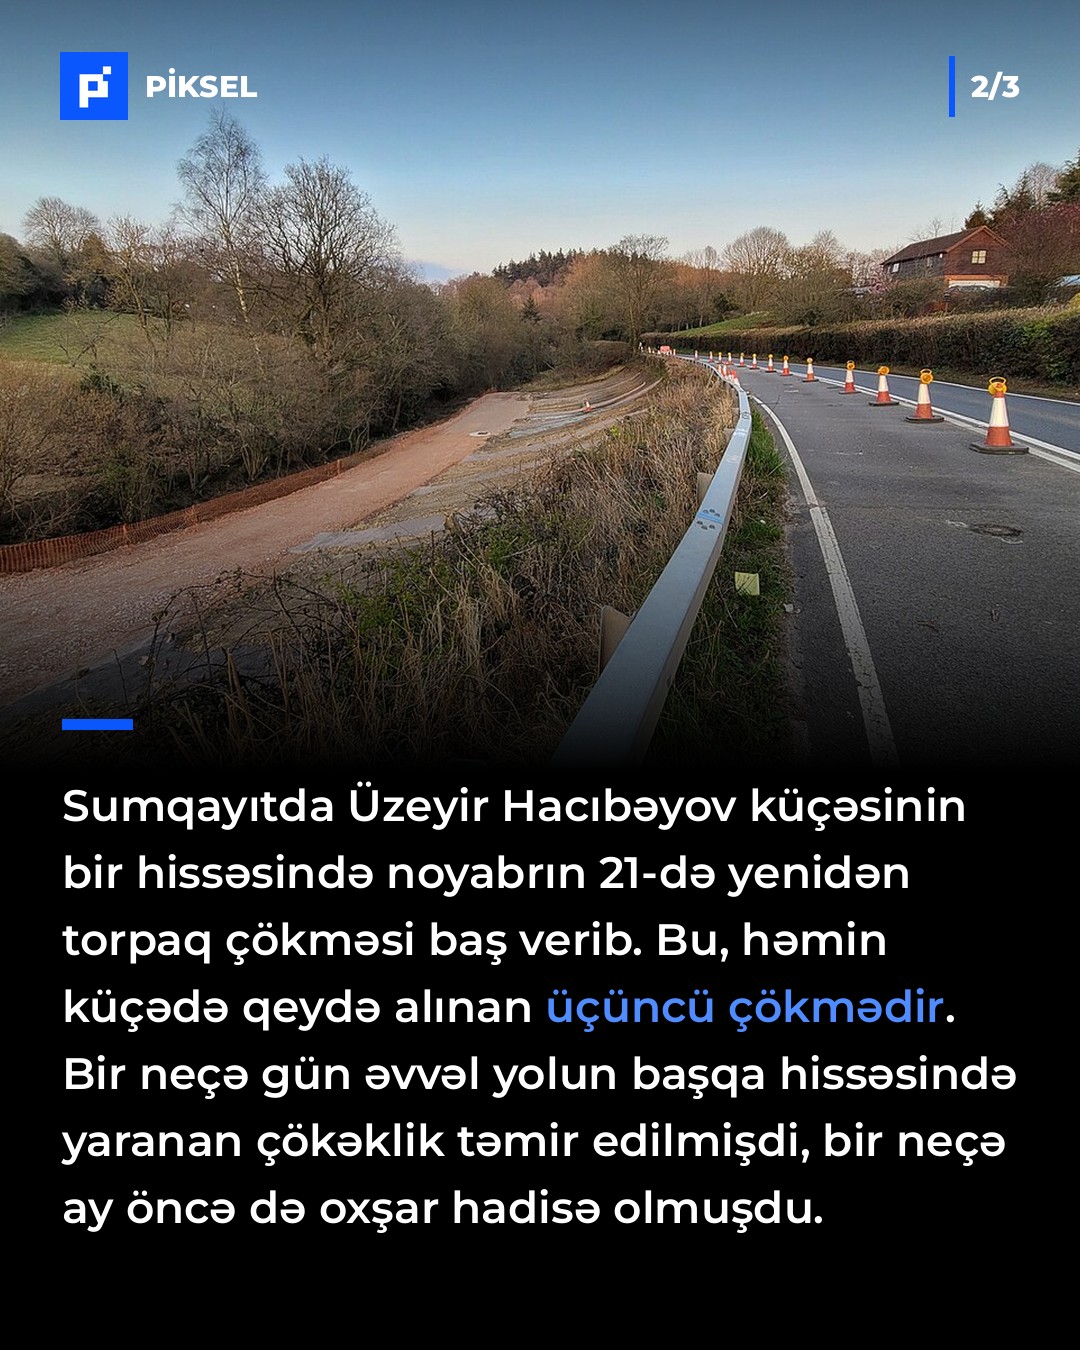 PİKSEL
2/3
Sumqayıtda Üzeyir Hacıbəyov küçəsinin
bir hissəsində noyabrın 21-də yenidən
torpaq çökməsi baş verib. Bu, həmin
küçədə qeydə alınan üçüncü çökmədir.
Bir neçə gün əvvəl yolun başqa hissəsində
yaranan çökəklik təmir edilmişdi, bir neçə
ay öncə də oxşar hadisə olmuşdu.